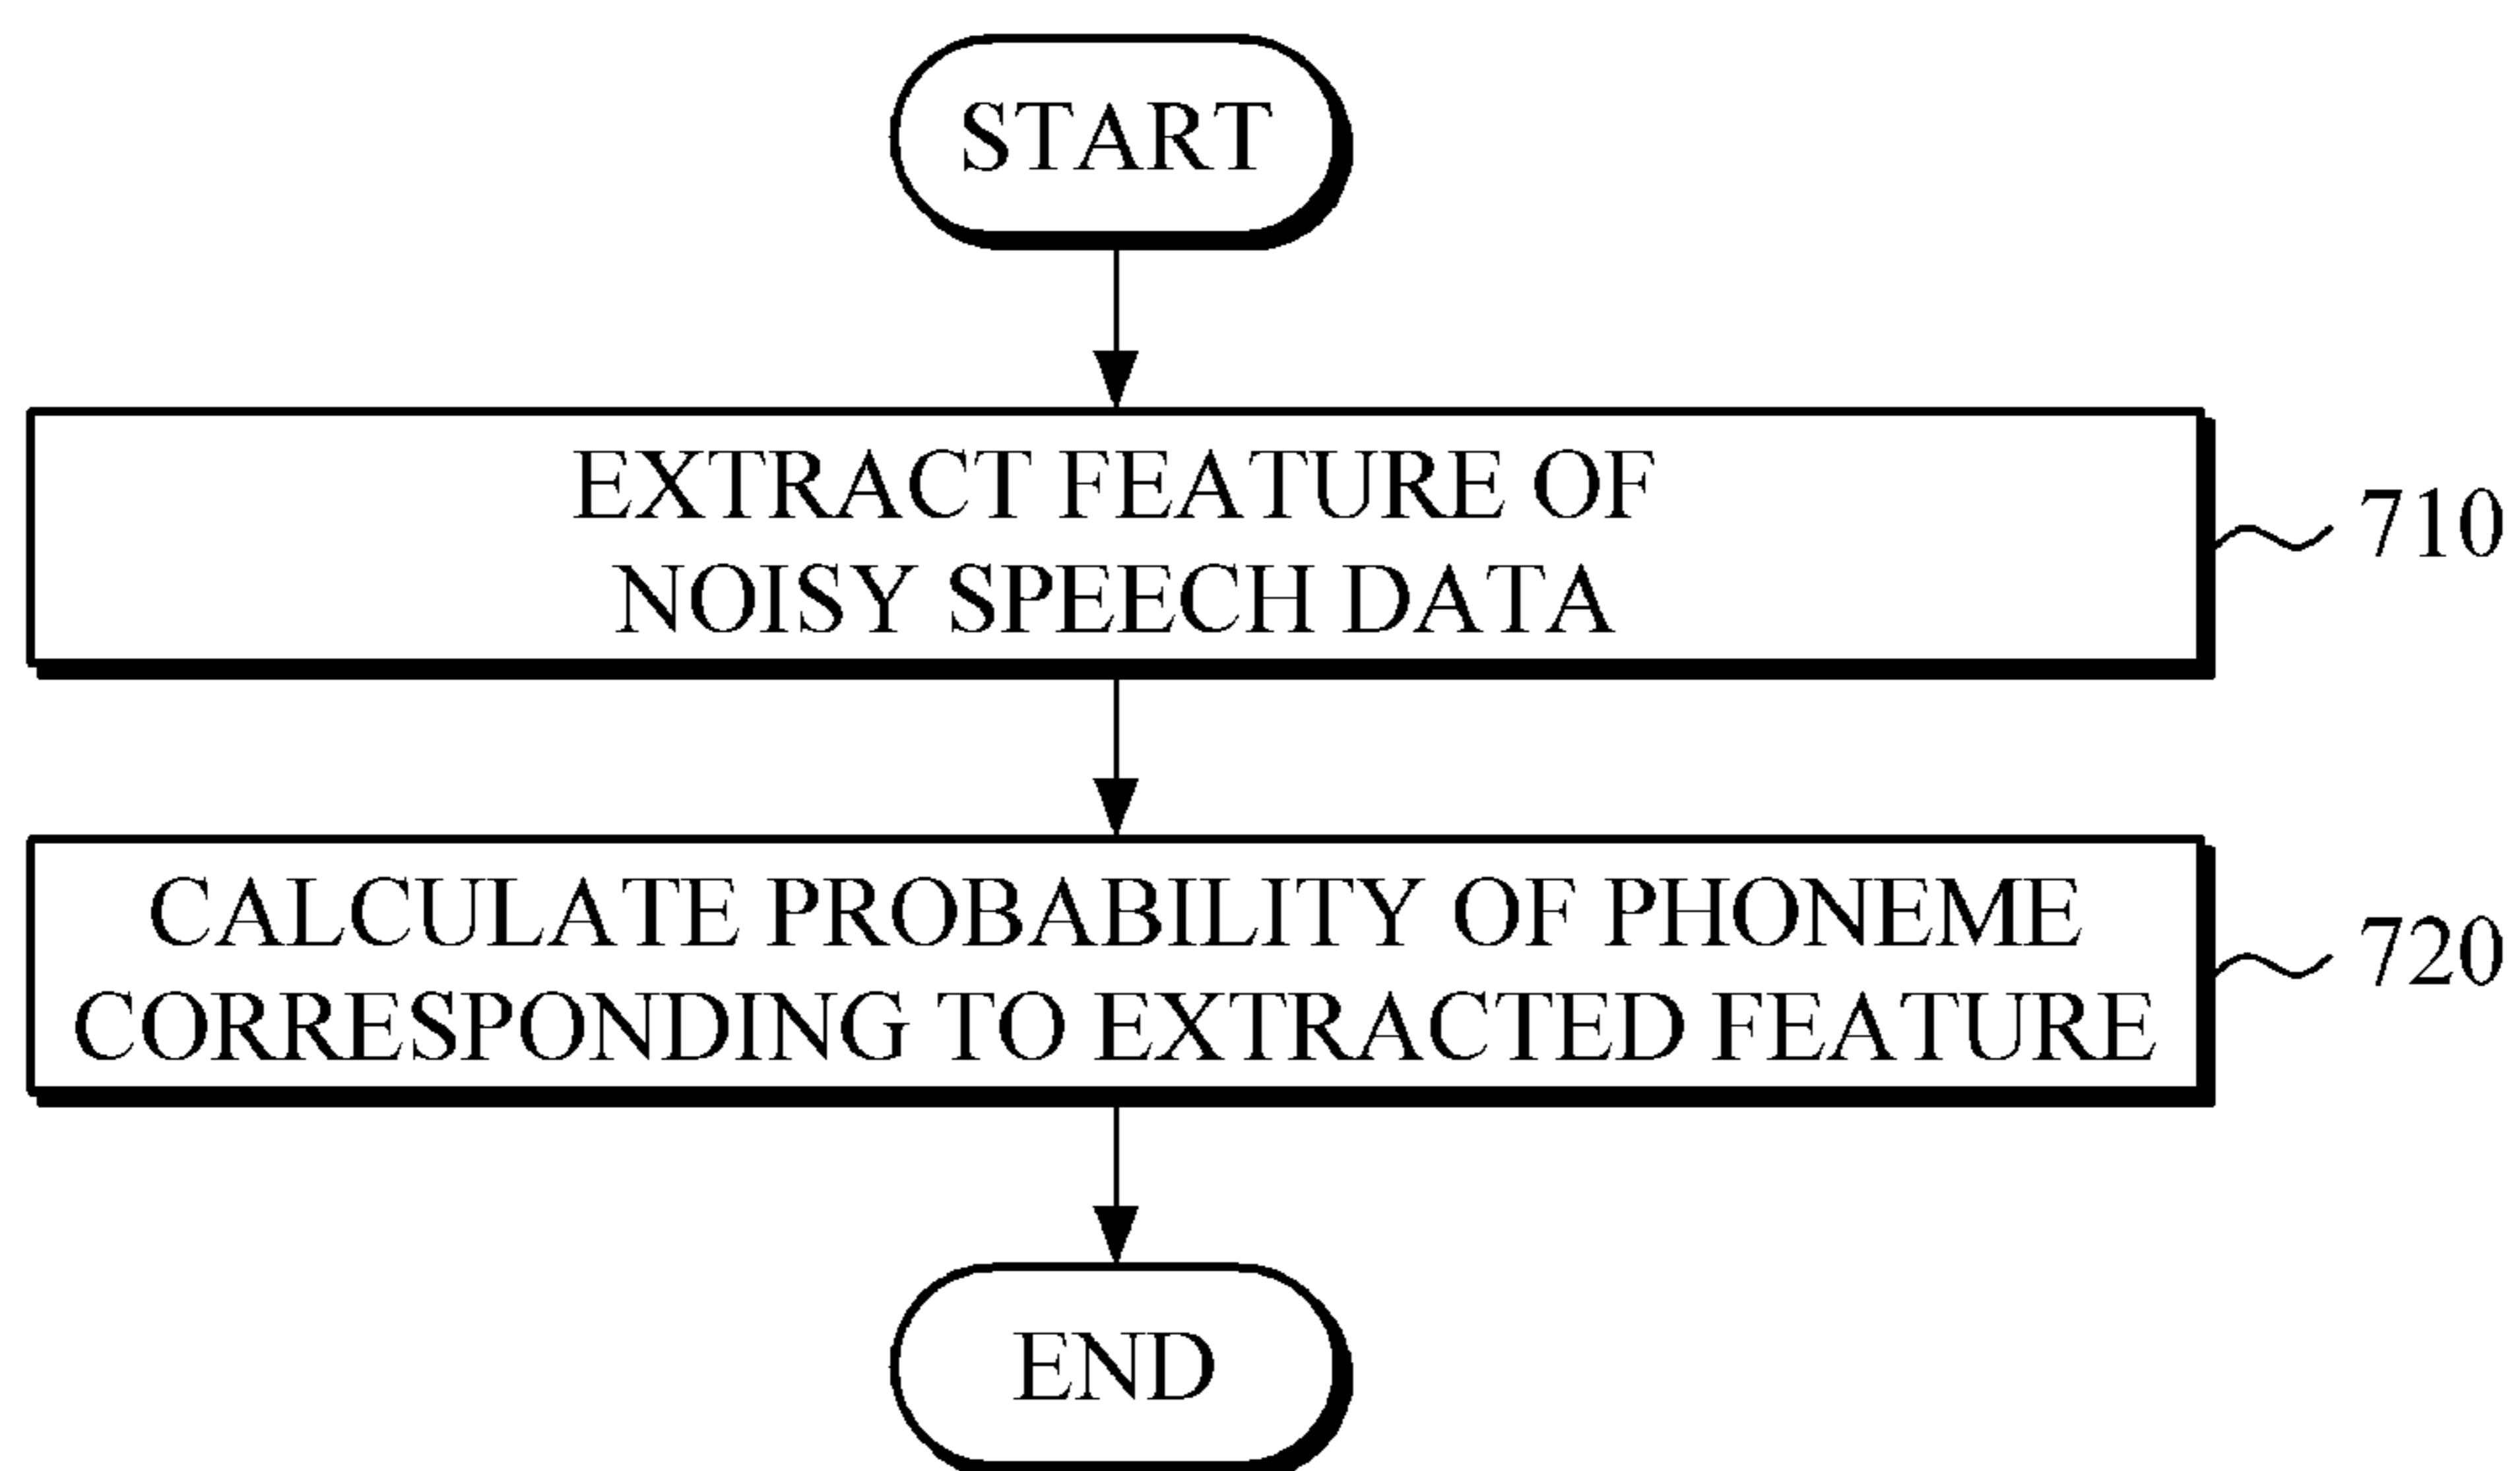 START
EXTRACT FEATURE OF
NOISY SPEECH DATA
710
CALCULATE PROBABILITY OF PHONEME
CORRESPONDING TO EXTRACTED FEATURE
720
END